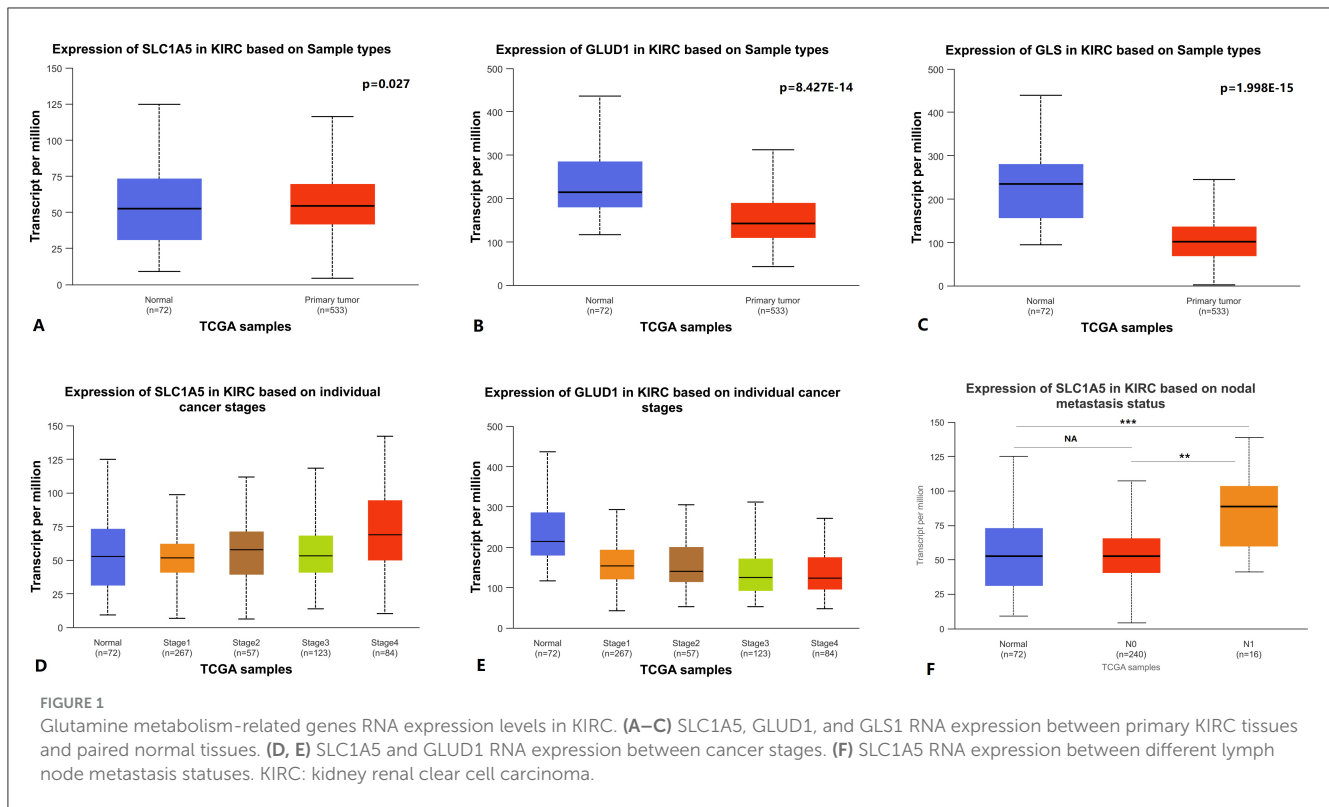 Expression of SLC1A5 in KIRC based on Sample types
p=0.027
Transcript per million
150
125
100
75
50
25
0
Normal
(n=72)
Primary tumor
(n=533)
TCGA samples
A
Expression of GLUD1 in KIRC based on Sample types
p=8.427E-14
Transcript per million
500
400
300
200
100
0
Normal
(n=72)
Primary tumor
(n=533)
TCGA samples
B
Expression of GLS in KIRC based on Sample types
p=1.998E-15
Transcript per million
500
400
300
200
100
0
Normal
(n=72)
Primary tumor
(n=533)
TCGA samples
C
Expression of SLC1A5 in KIRC based on individual
cancer stages
Transcript per million
150
125
100
75
50
25
0
Normal
(n=72)
Stage1
(n=267)
Stage2
(n=57)
Stage3
(n=123)
Stage4
(n=84)
TCGA samples
D
Expression of GLUD1 in KIRC based on individual cancer
stages
Transcript per million
500
400
300
200
100
0
Normal
(n=72)
Stage1
(n=267)
Stage2
(n=57)
Stage3
(n=123)
Stage4
(n=84)
TCGA samples
E
Expression of SLC1A5 in KIRC based on nodal
metastasis status
***
NA
**
Transcript per million
Transcript per million
150
125
100
75
50
25
0
Normal
(n=72)
N0
(n=240)
N1
(n=16)
TCGA samples
F
FIGURE 1
Glutamine metabolism-related genes RNA expression levels in KIRC. (A–C) SLC1A5, GLUD1, and GLS1 RNA expression between primary KIRC tissues
and paired normal tissues. (D, E) SLC1A5 and GLUD1 RNA expression between cancer stages. (F) SLC1A5 RNA expression between different lymph
node metastasis statuses. KIRC: kidney renal clear cell carcinoma.